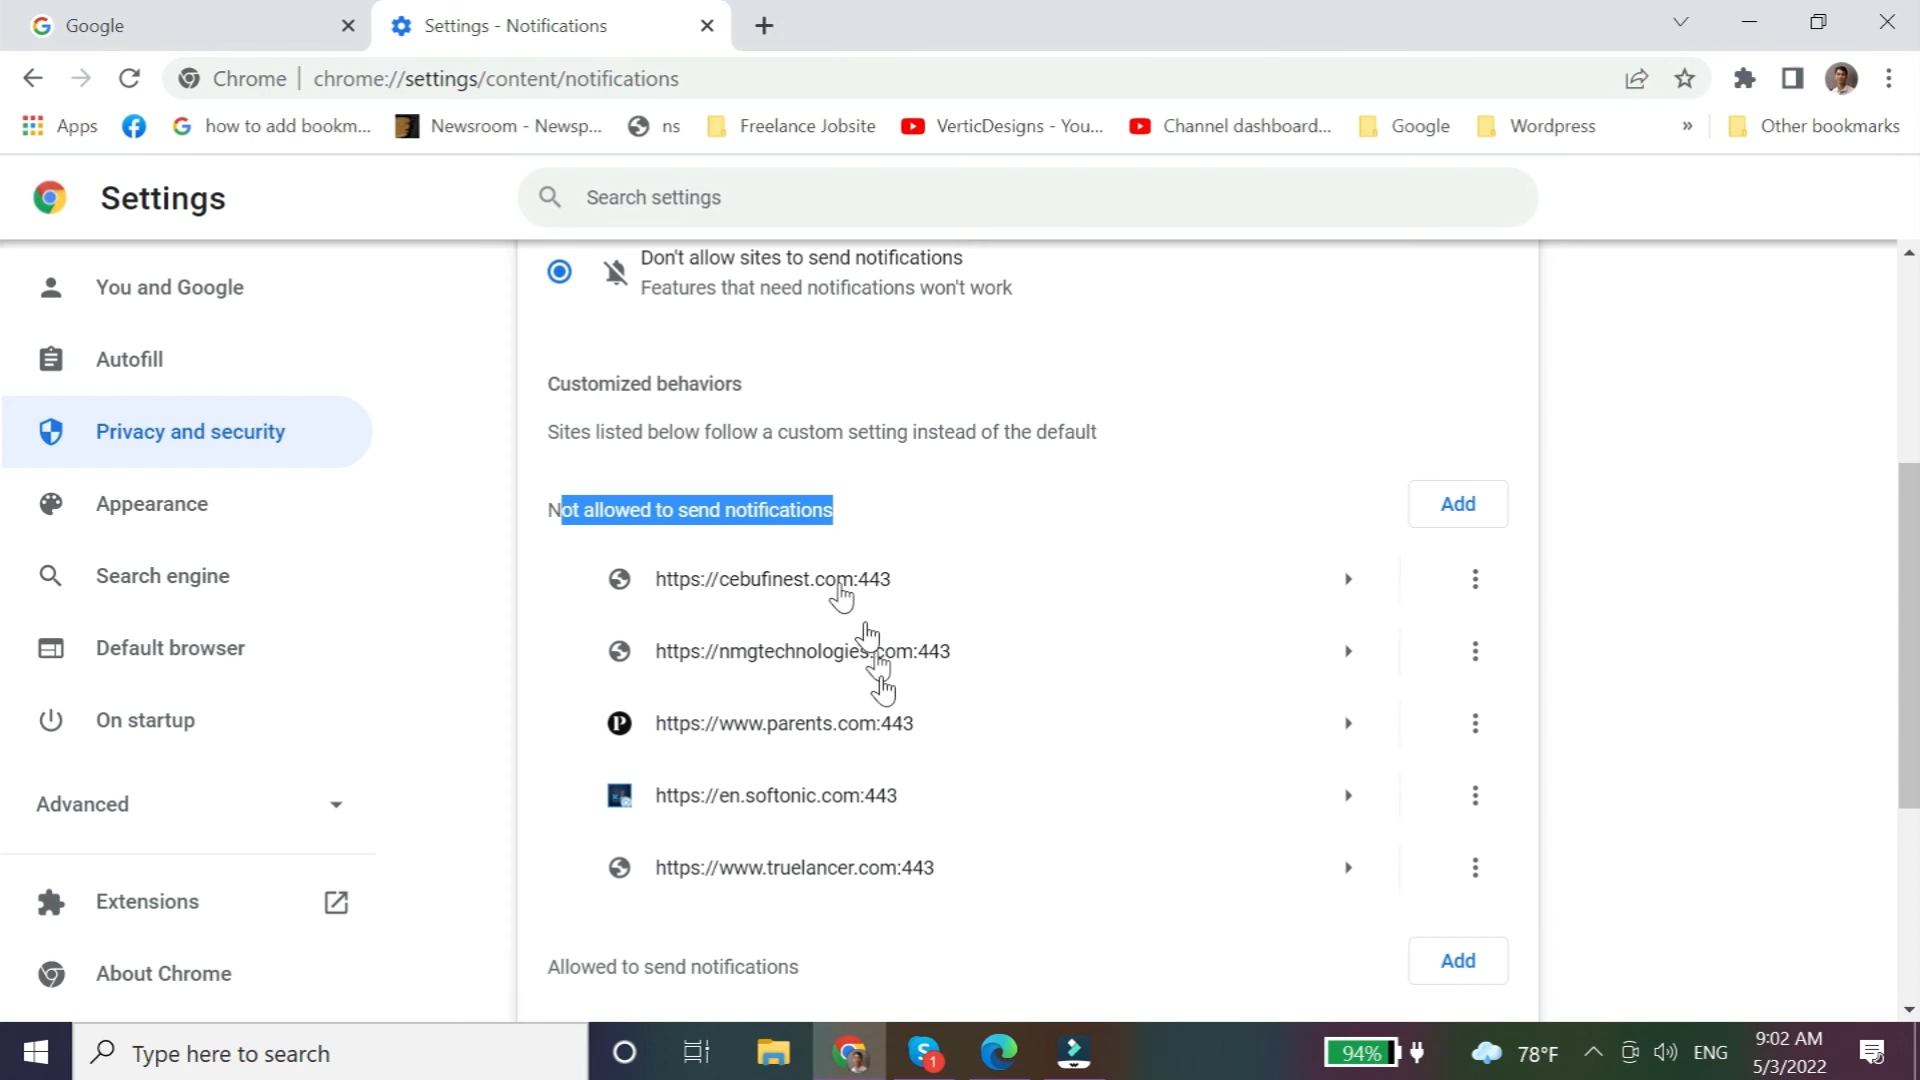 Google
Settings - Notifications
Chrome | chrome://settings/content/notifications
Apps
how to add bookm...
Newsroom - Newsp...
ns
Freelance Jobsite
VerticDesigns - You...
Channel dashboard...
Google
Wordpress
»
Other bookmarks
Settings
Search settings
You and Google
Autofill
Privacy and security
Appearance
Search engine
Default browser
On startup
Advanced
Extensions
About Chrome
Don't allow sites to send notifications
Features that need notifications won't work
Customized behaviors
Sites listed below follow a custom setting instead of the default
Not allowed to send notifications
Add
https://cebufinest.com:443
https://nmgtechnologies.com:443
P https://www.parents.com:443
https://en.softonic.com:443
https://www.truelancer.com:443
Allowed to send notifications
Add
Type here to search
1
94%
78°F
ENG
9:02 AM
5/3/2022